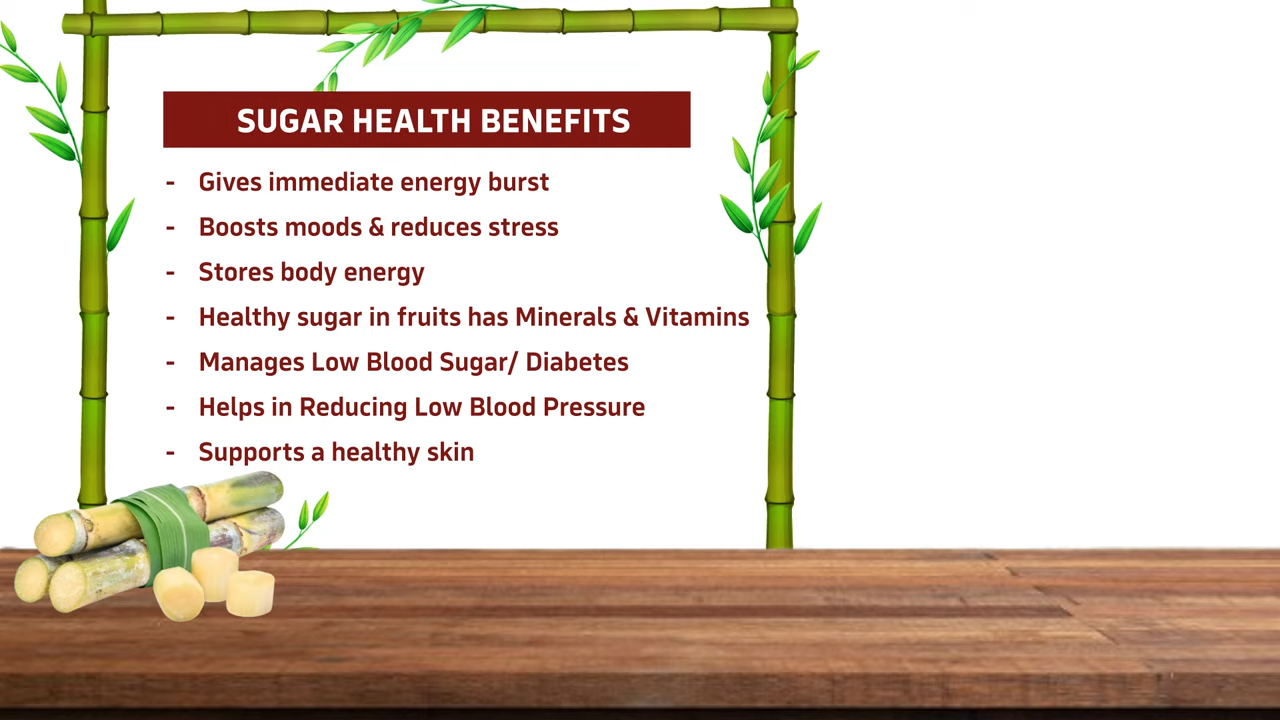 SUGAR HEALTH BENEFITS
- Gives immediate energy burst
- Boosts moods & reduces stress
- Stores body energy
- Healthy sugar in fruits has Minerals & Vitamins
- Manages Low Blood Sugar/ Diabetes
- Helps in Reducing Low Blood Pressure
- Supports a healthy skin